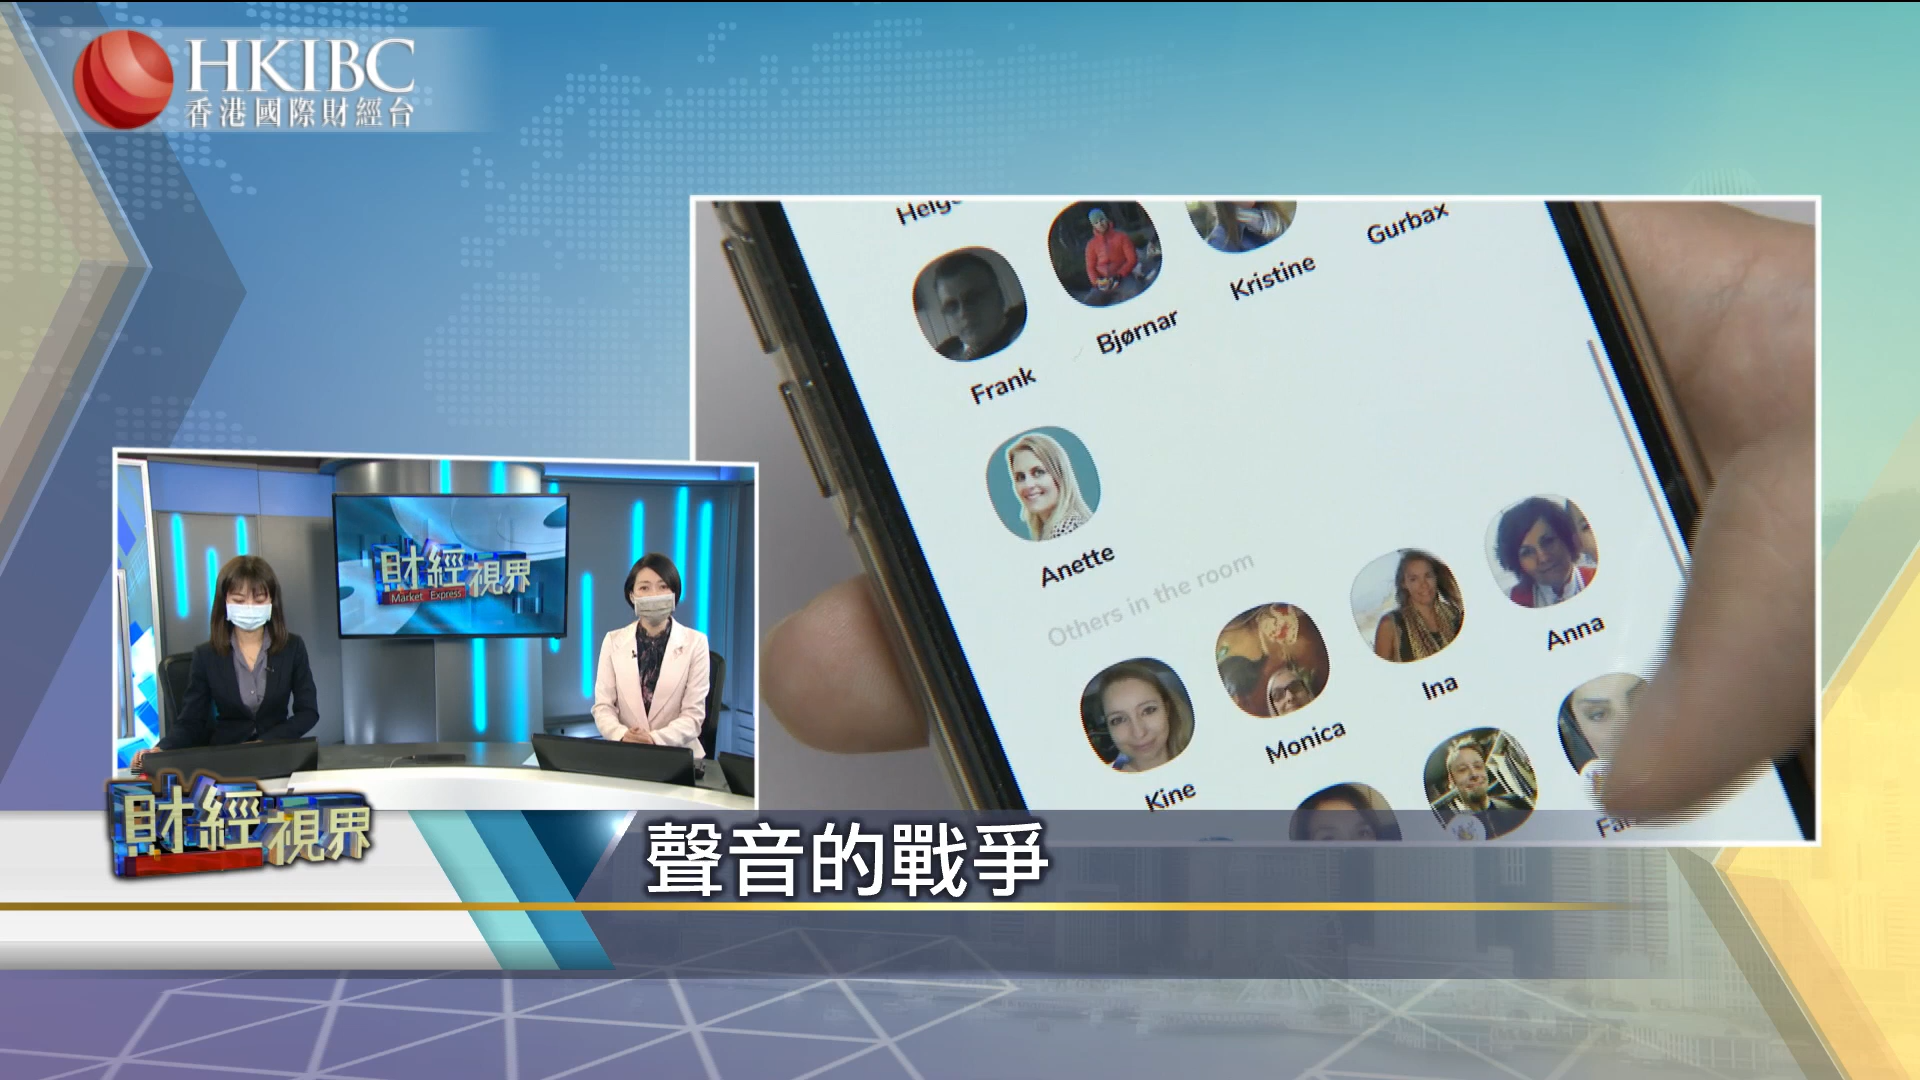 HKIBC
香港國際財經台
Gurbax
Kristine
Bjørnar
Frank
Anette
Others in the room
Anna
Ina
Monica
Kine
財經視界
Market Express
財經視界
聲音的戰爭